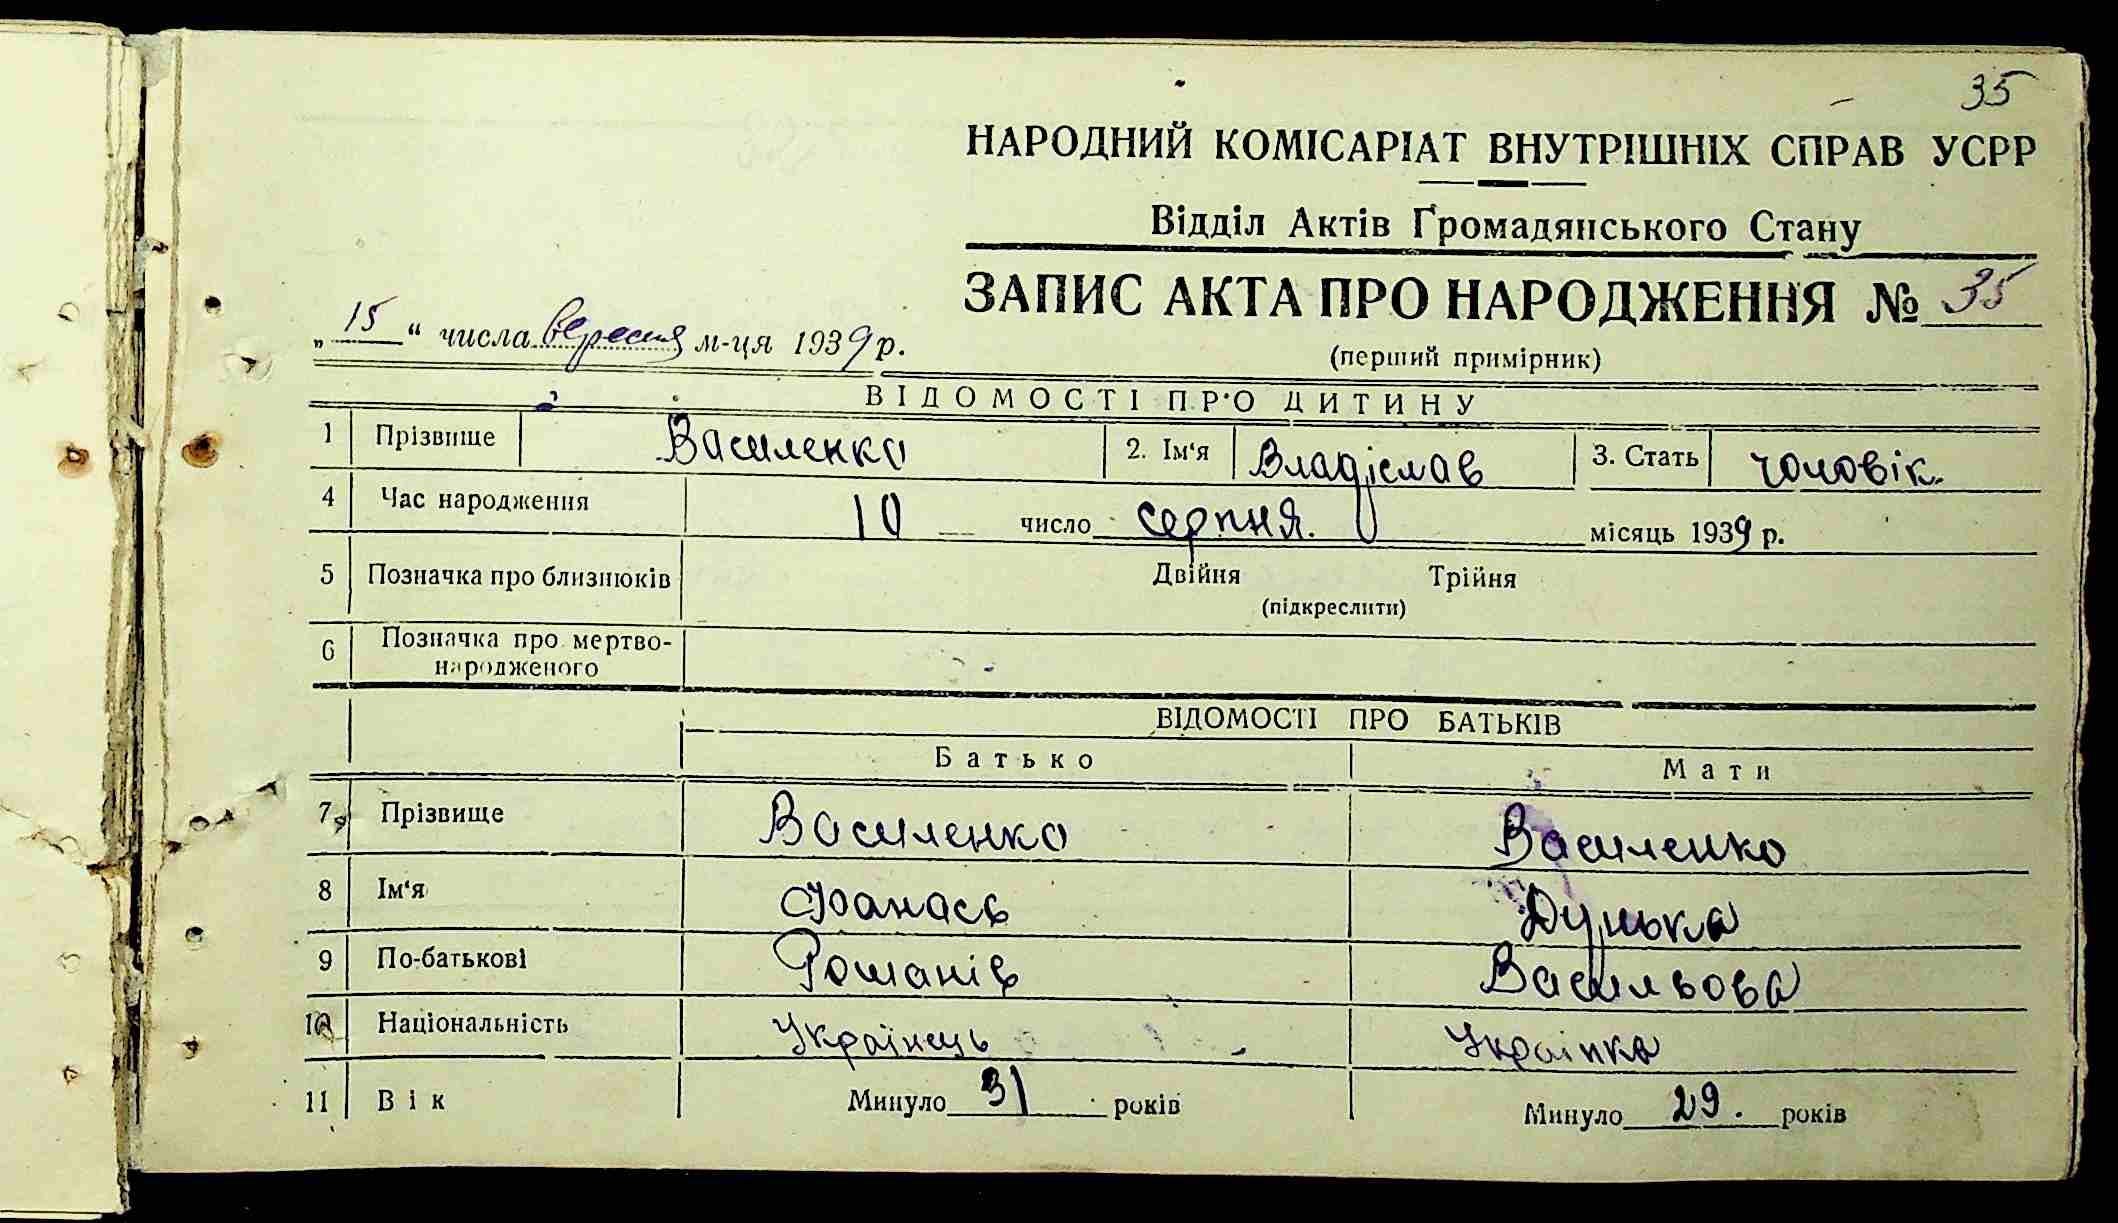 35
НАРОДНИЙ КОМІСАРІАТ ВНУТРІШНІХ СПРАВ УСРР
Відділ Актів Громадянського Стану
ЗАПИС АКТА ПРО НАРОДЖЕННЯ № 35
„15“ числа вересня м-ця 1939 р.
(перший примірник)
ВІДОМОСТІ ПРО ДИТИНУ
1 Прізвище Василенко 2. Ім‘я Владіслав 3. Стать чоловік.
4 Час народження 10 число серпня. місяць 1939 р.
5 Позначка про близнюків Двійня Трійня
(підкреслити)
6 Позначка про мертво-
народженого
ВІДОМОСТІ ПРО БАТЬКІВ
Батько Мати
7 Прізвище Василенко Василенко
8 Ім‘я Фанась Дунька
9 По-батькові Романів Васильова
10 Національність Українець Украінка
11 Вік Минуло 31 років Минуло 29. років